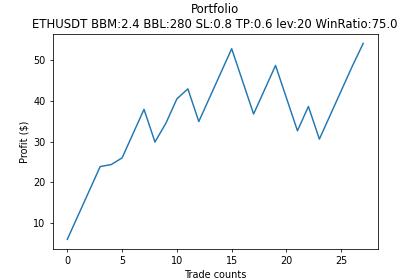 Portfolio
ETHUSDT BBM:2.4 BBL:280 SL:0.8 TP:0.6 lev:20 WinRatio:75.0
Profit ($)
50
40
30
20
10
0
5
10
15
20
25
Trade counts